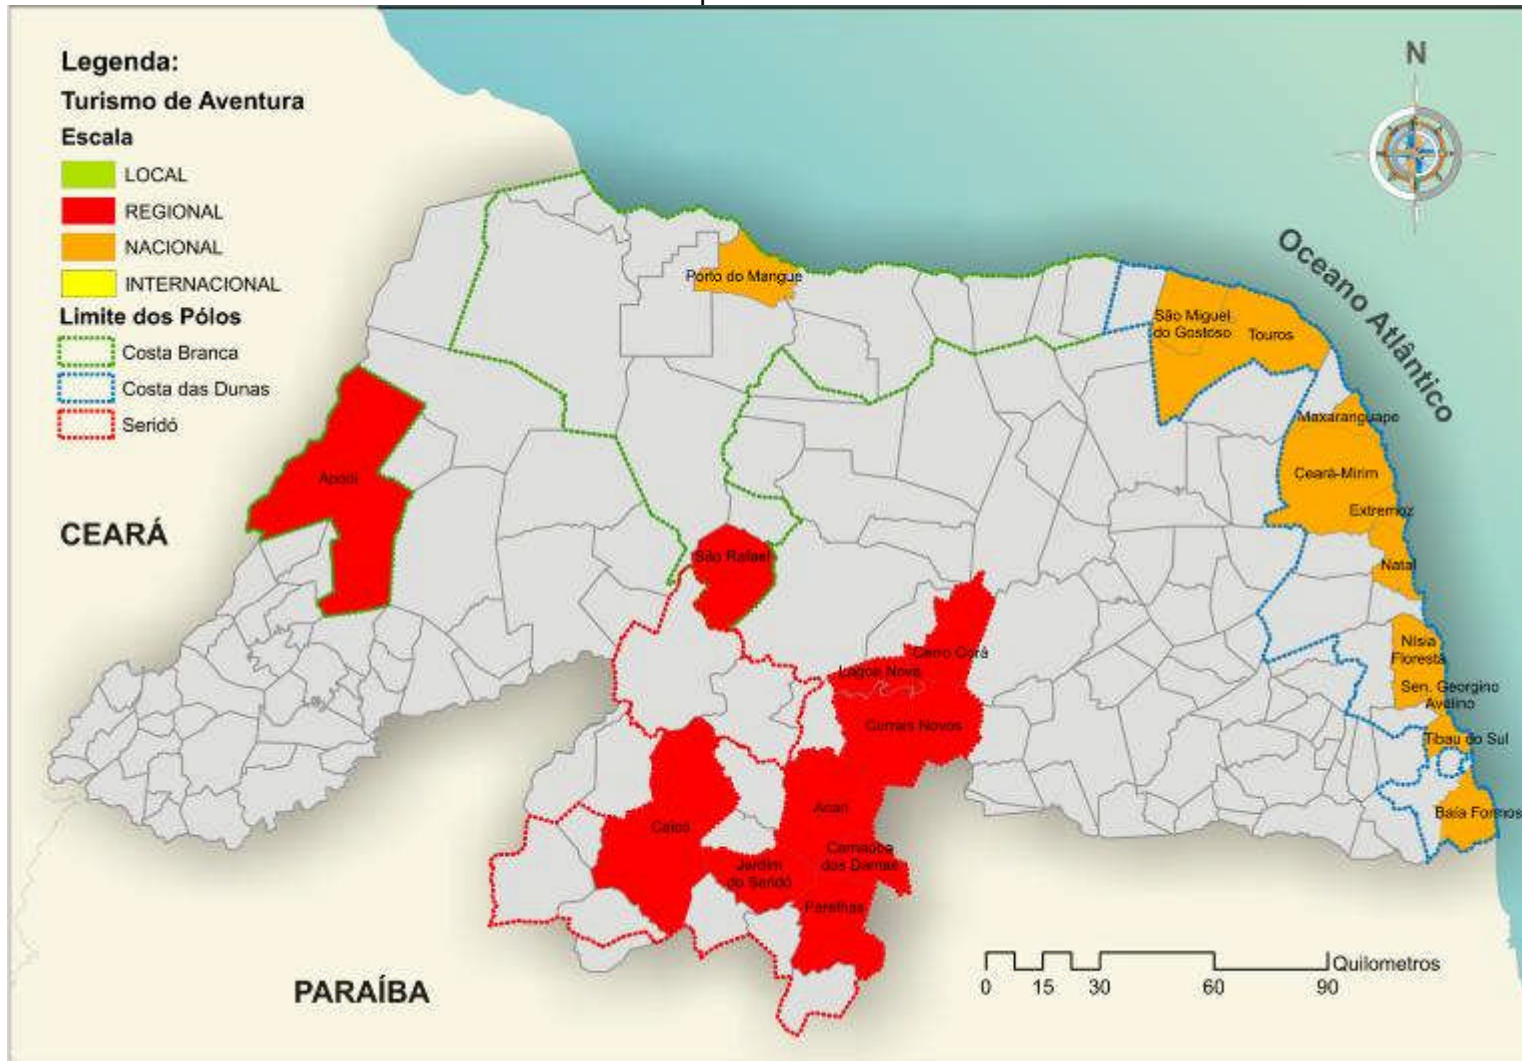 Legenda:
Turismo de Aventura
Escala
LOCAL
REGIONAL
NACIONAL
INTERNACIONAL
Limite dos Pólos
Costa Branca
Costa das Dunas
Seridó
N
Oceano Atlântico
Porto do Mangue
São Miguel
do Gostoso
Touros
Maxaranguape
Ceará-Mirim
Extremoz
Natal
Nísia
Floresta
Sen. Georgino
Avelino
Tibau do Sul
Baía Formos
Apodi
CEARÁ
São Rafael
Cerro Corá
Lagoa Nova
Currais Novos
Acari
Caicó
Carnaúba
dos Dantas
Jardim
do Seridó
Parelhas
PARAÍBA
Quilometros
0 15 30 60 90